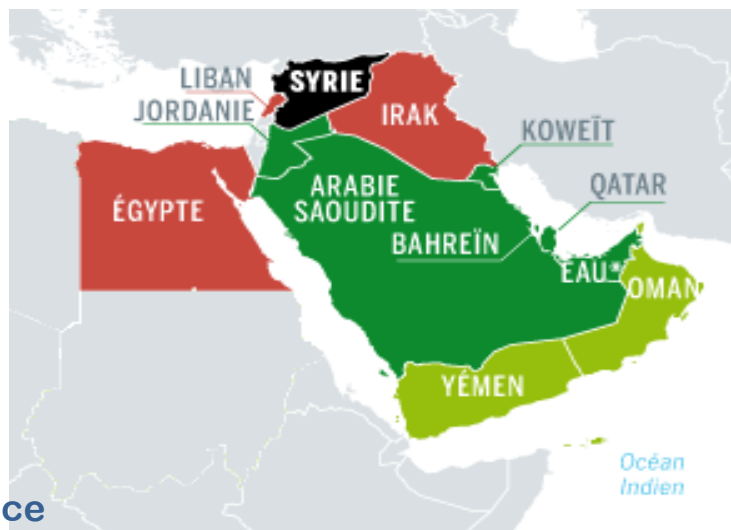 LIBAN
SYRIE
JORDANIE
IRAK
KOWEÏT
QATAR
ÉGYPTE
ARABIE
SAOUDITE
BAHREÏN
EAU*
OMAN
YÉMEN
Océan
Indien
ce